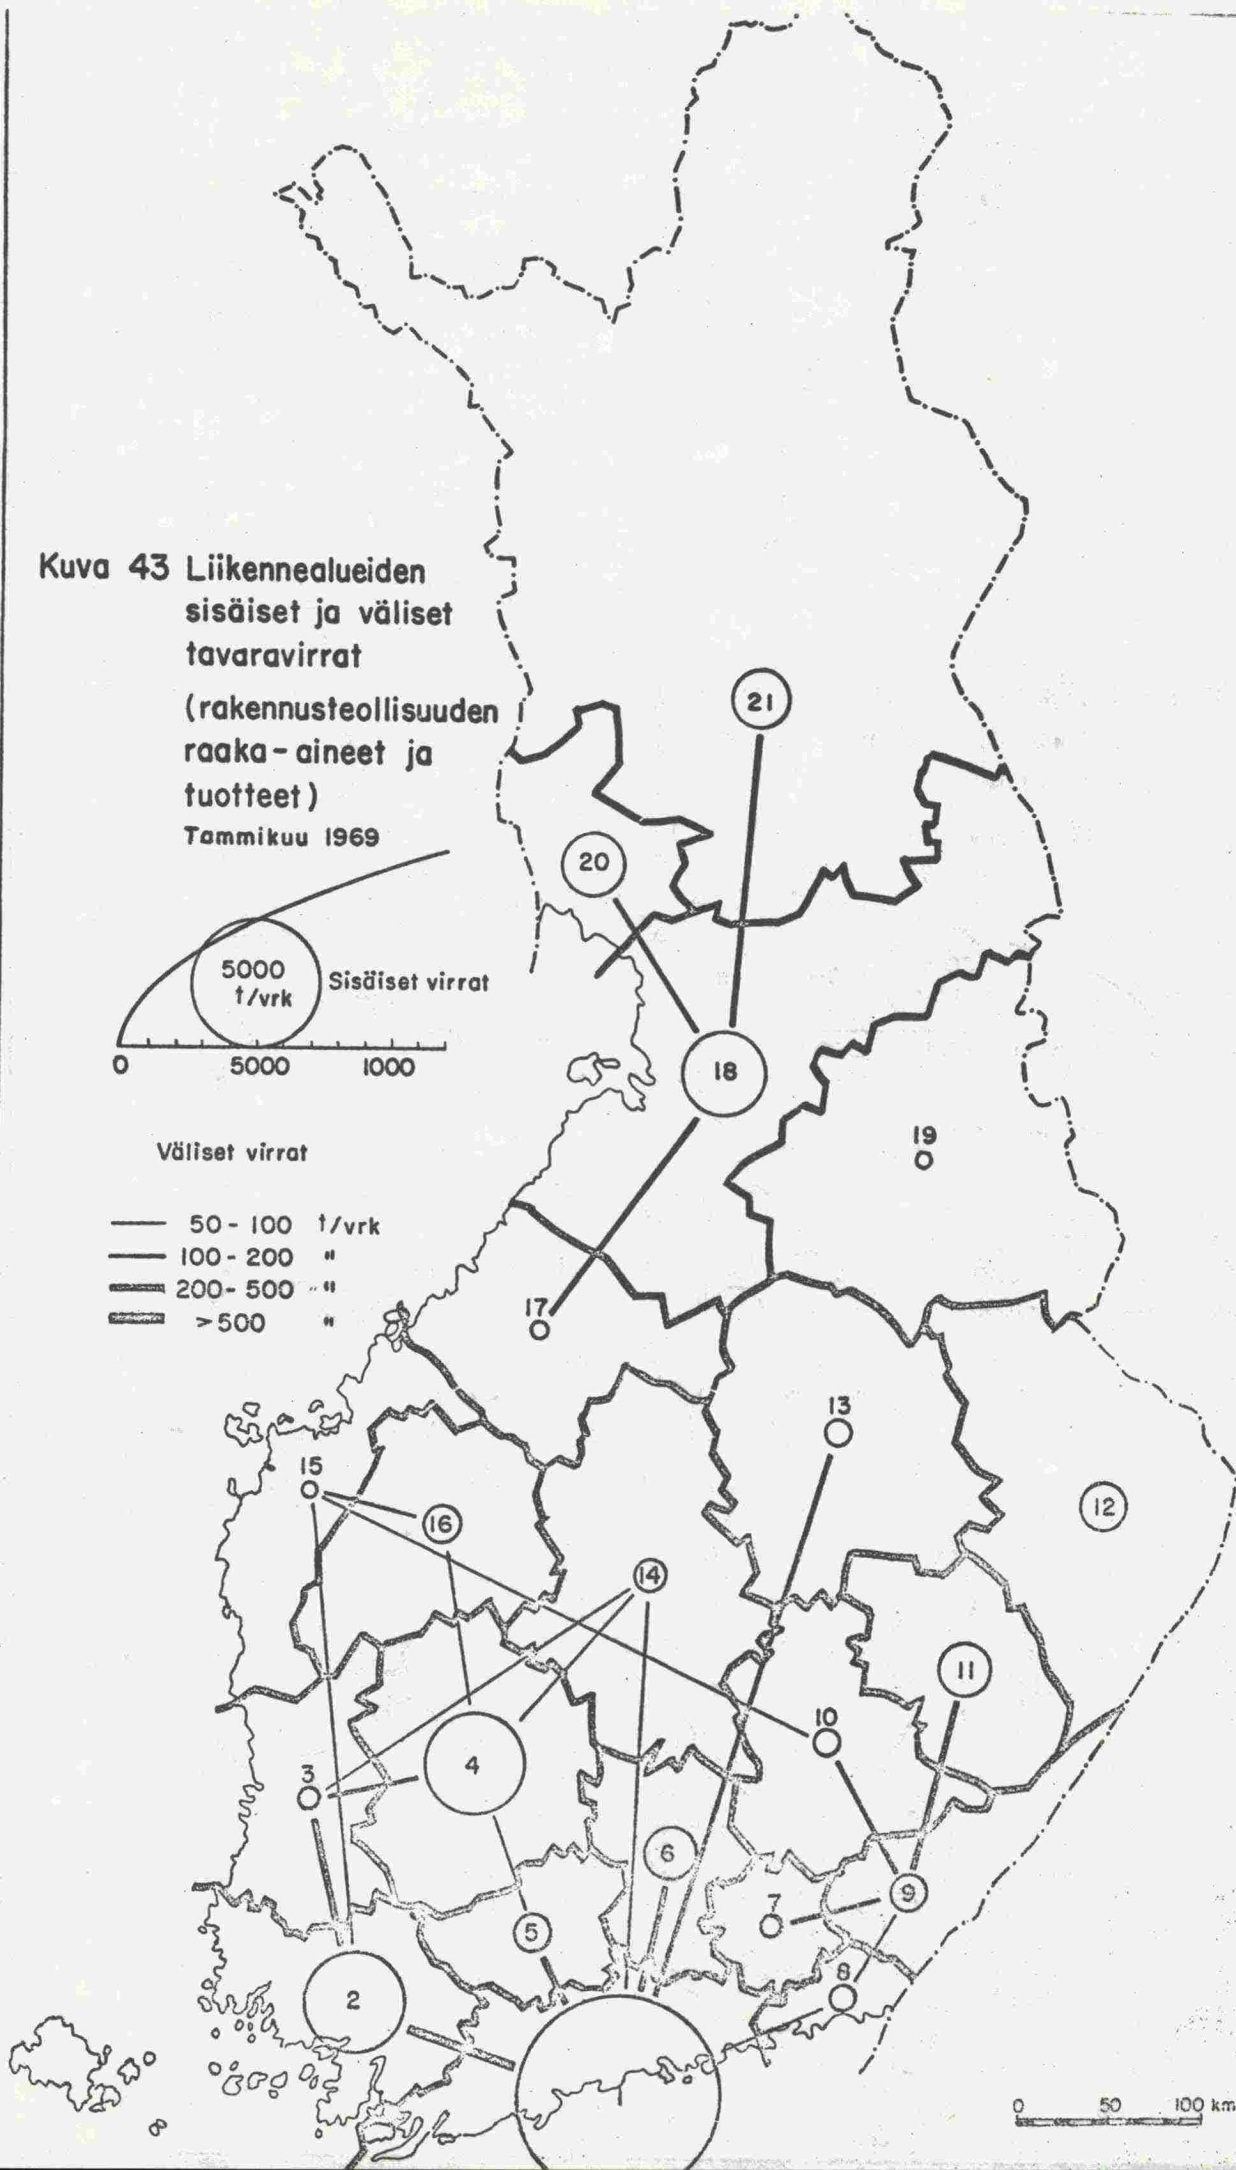 Kuva 43 Liikennealueiden
sisäiset ja väliset
tavaravirrat
(rakennusteollisuuden
raaka-aineet ja
tuotteet)
Tammikuu 1969
5000
t/vrk
Sisäiset virrat
0 5000 1000
Väliset virrat
50 - 100 t/vrk
100 - 200 "
200 - 500 "
>500 "
21
20
18
19
17
13
15
16
12
14
11
10
4
3
6
9
7
5
8
2
1
0 50 100 km